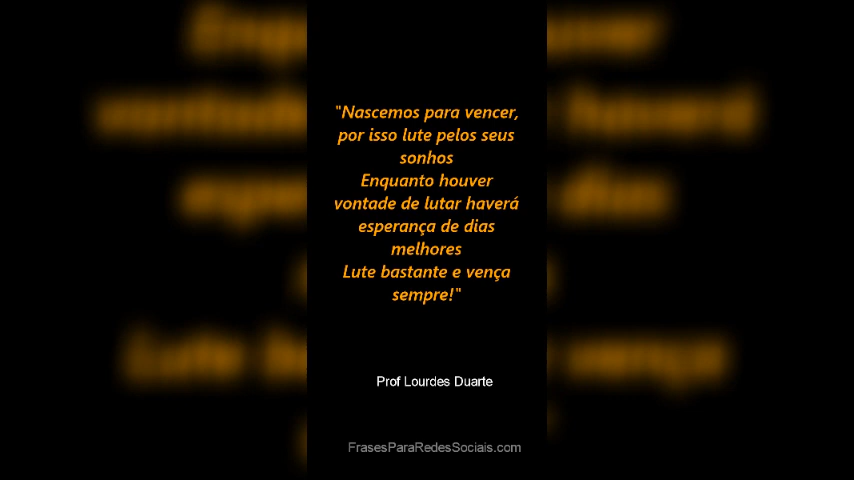 "Nascemos para vencer,
por isso lute pelos seus
sonhos
Enquanto houver
vontade de lutar haverá
esperança de dias
melhores
Lute bastante e vença
sempre!"
Prof Lourdes Duarte
FrasesParaRedesSociais.com